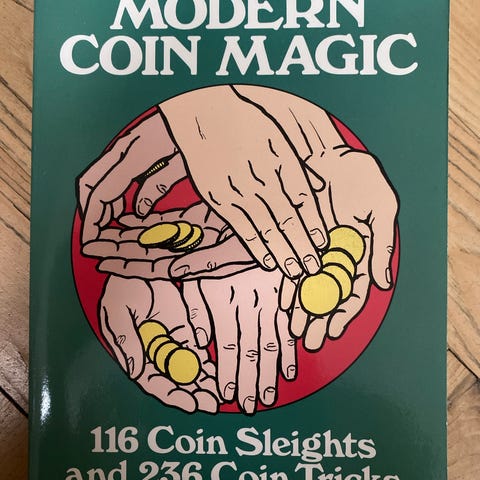 MODERN
COIN MAGIC
116 Coin Sleights
and 236 Coin Tricks